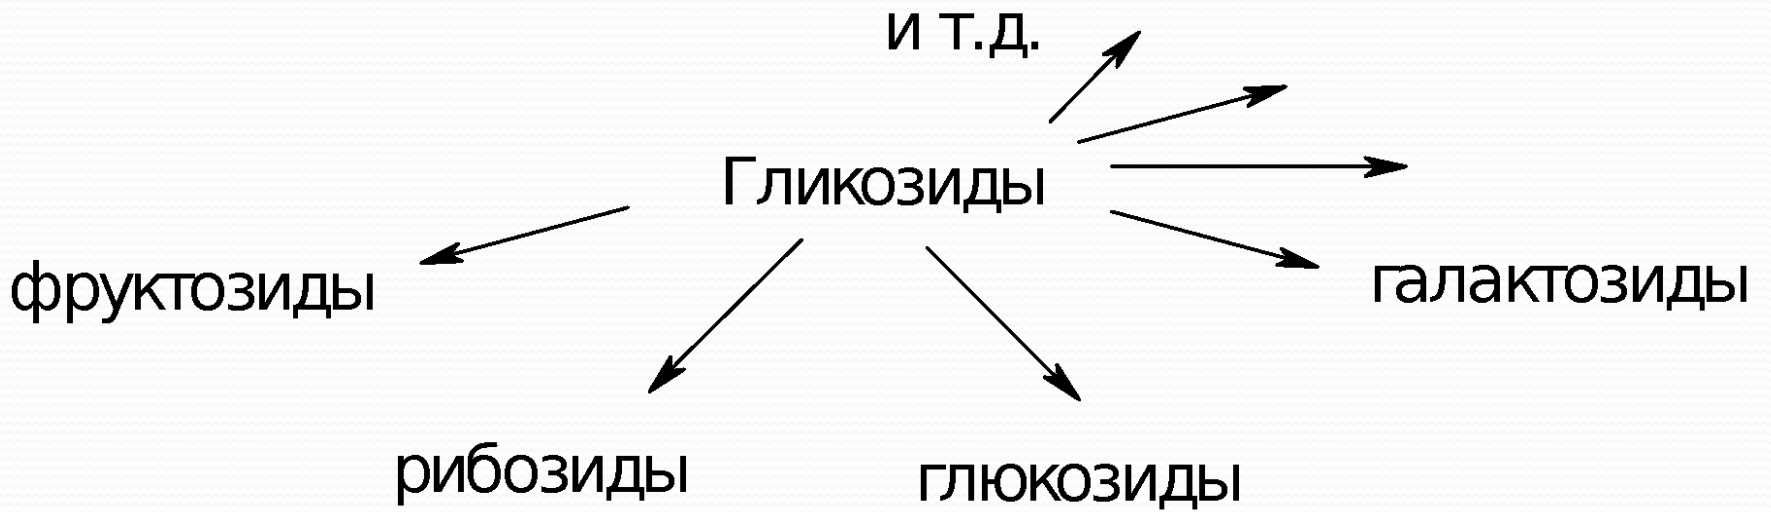 и т.д.
Гликозиды
фруктозиды
галактозиды
рибозиды
глюкозиды